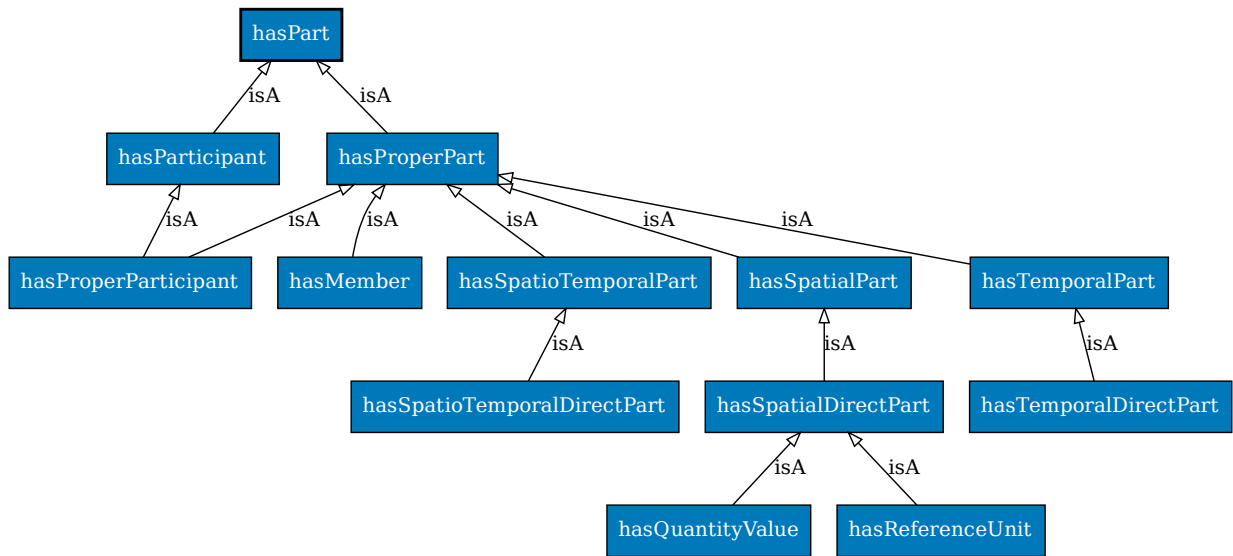 hasPart
isA
isA
hasParticipant
hasProperPart
isA
isA
isA
isA
isA
isA
hasProperParticipant
hasMember
hasSpatioTemporalPart
hasSpatialPart
hasTemporalPart
isA
isA
isA
hasSpatioTemporalDirectPart
hasSpatialDirectPart
hasTemporalDirectPart
isA
isA
hasQuantityValue
hasReferenceUnit